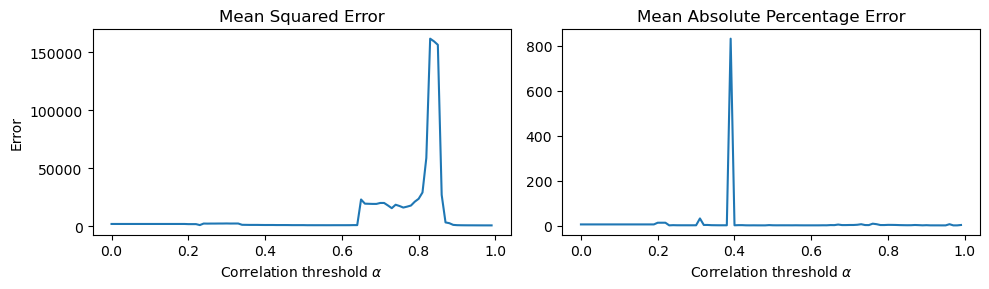 Mean Squared Error
Error
150000
100000
50000
0
0.0 0.2 0.4 0.6 0.8 1.0
Correlation threshold α
Mean Absolute Percentage Error
800
600
400
200
0
0.0 0.2 0.4 0.6 0.8 1.0
Correlation threshold α